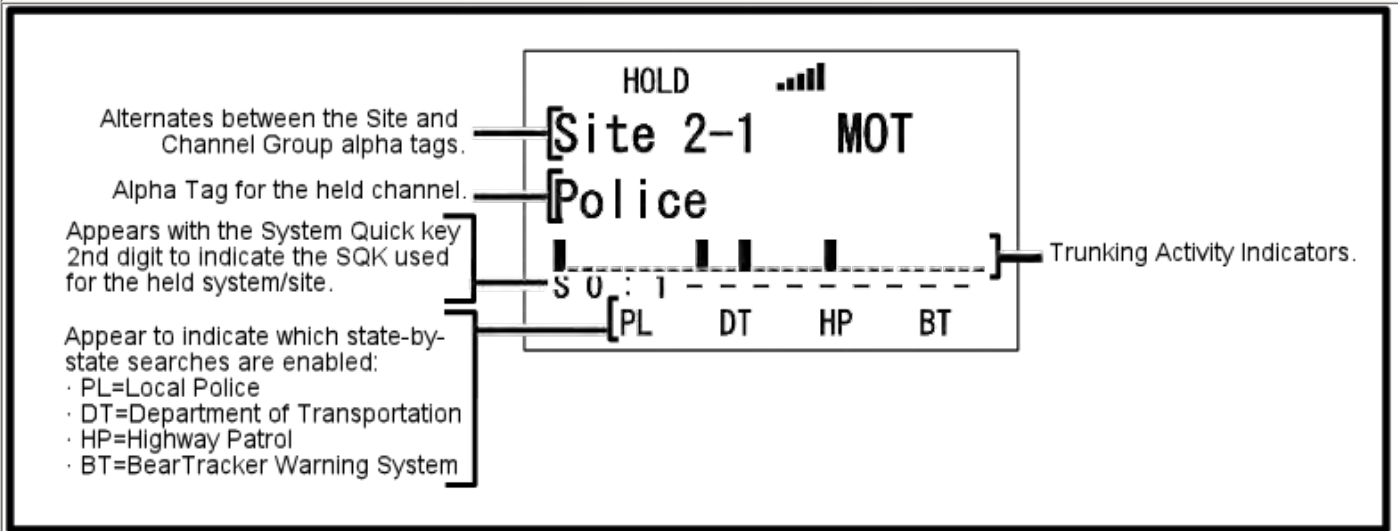 HOLD
Alternates between the Site and
Channel Group alpha tags.
Site 2-1 MOT
Alpha Tag for the held channel.
Police
Appears with the System Quick key
2nd digit to indicate the SQK used
for the held system/site.
Trunking Activity Indicators.
S 0 : 1 - - - - - - - - -
Appear to indicate which state-by-
state searches are enabled:
· PL=Local Police
· DT=Department of Transportation
· HP=Highway Patrol
· BT=BearTracker Warning System
PL DT HP BT